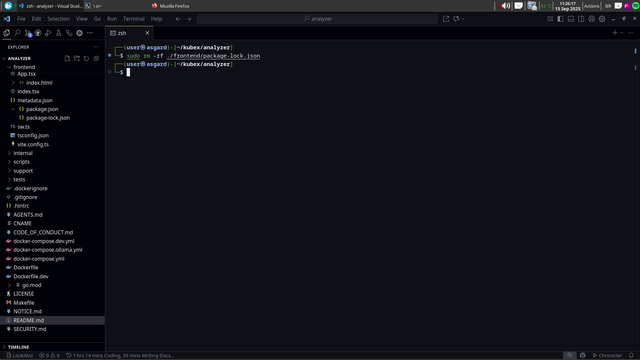 analyzer - Visual Stud...
Mozilla Firefox
11:26:17
15 Sep 2025
Actions
BR
File Edit Selection View Go Run Terminal Help
analyzer
EXPLORER
zsh
ANALYZER
frontend
App.tsx
index.html
index.tsx
metadata.json
package.json
package-lock.json
sw.ts
tsconfig.json
vite.config.ts
internal
scripts
support
tests
.dockerignore
.gitignore
.hintrc
AGENTS.md
CNAME
CODE_OF_CONDUCT.md
docker-compose.dev.yml
docker-compose.ollama.yml
docker-compose.yml
Dockerfile
Dockerfile.dev
go.mod
LICENSE
Makefile
NOTICE.md
README.md
SECURITY.md
TIMELINE
(user㉿asgard)-[~/kubex/analyzer]
$ sudo rm -rf ./frontend/package-lock.json
(user㉿asgard)-[~/kubex/analyzer]
$
LookAtni
0 0
7 hrs 14 mins Coding, 39 mins Writing Docs...
Chronicler